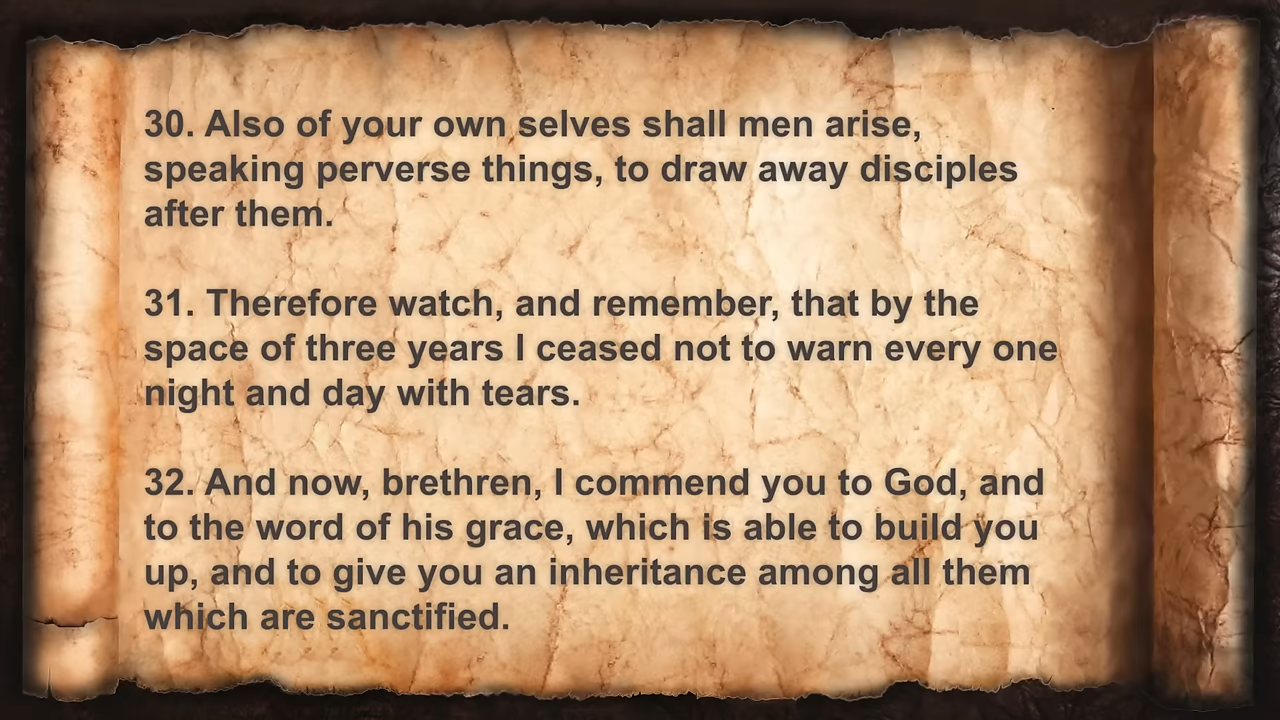 30. Also of your own selves shall men arise,
speaking perverse things, to draw away disciples
after them.
31. Therefore watch, and remember, that by the
space of three years I ceased not to warn every one
night and day with tears.
32. And now, brethren, I commend you to God, and
to the word of his grace, which is able to build you
up, and to give you an inheritance among all them
which are sanctified.